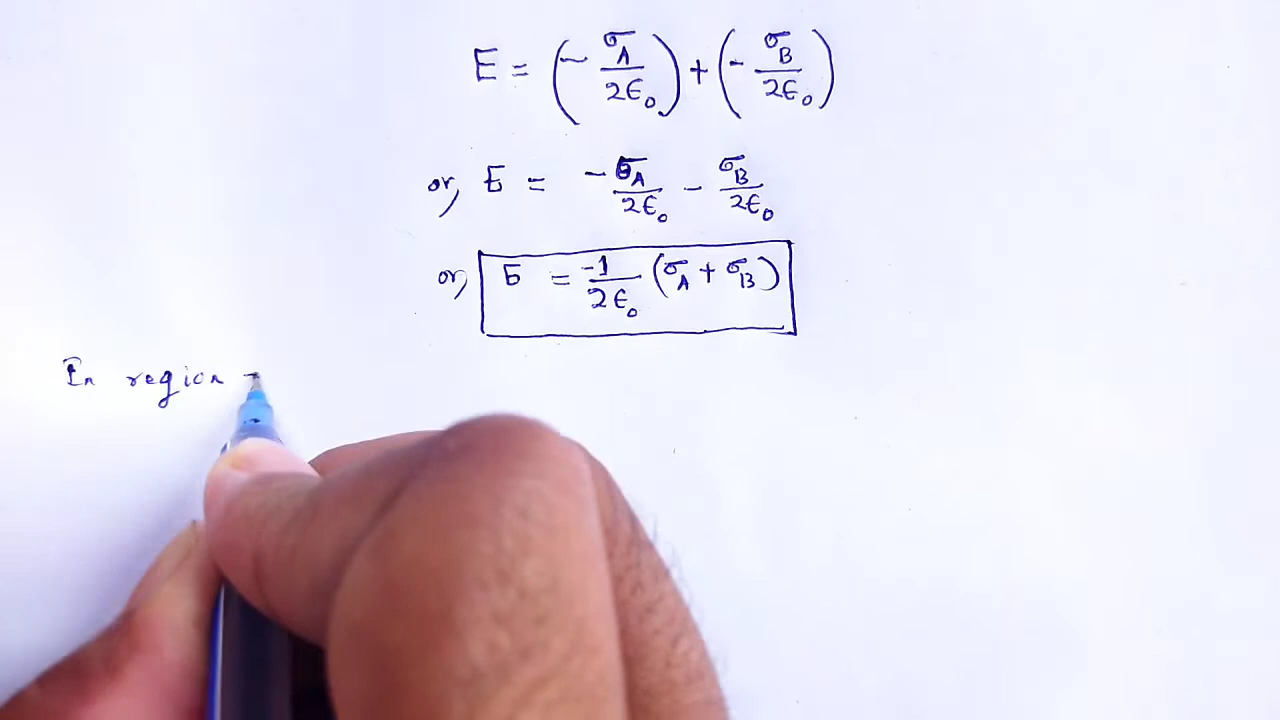 E = (- σA/2ε₀) + (- σB/2ε₀)
or, E = - σA/2ε₀ - σB/2ε₀
or, E = -1/2ε₀ (σA + σB)
In region